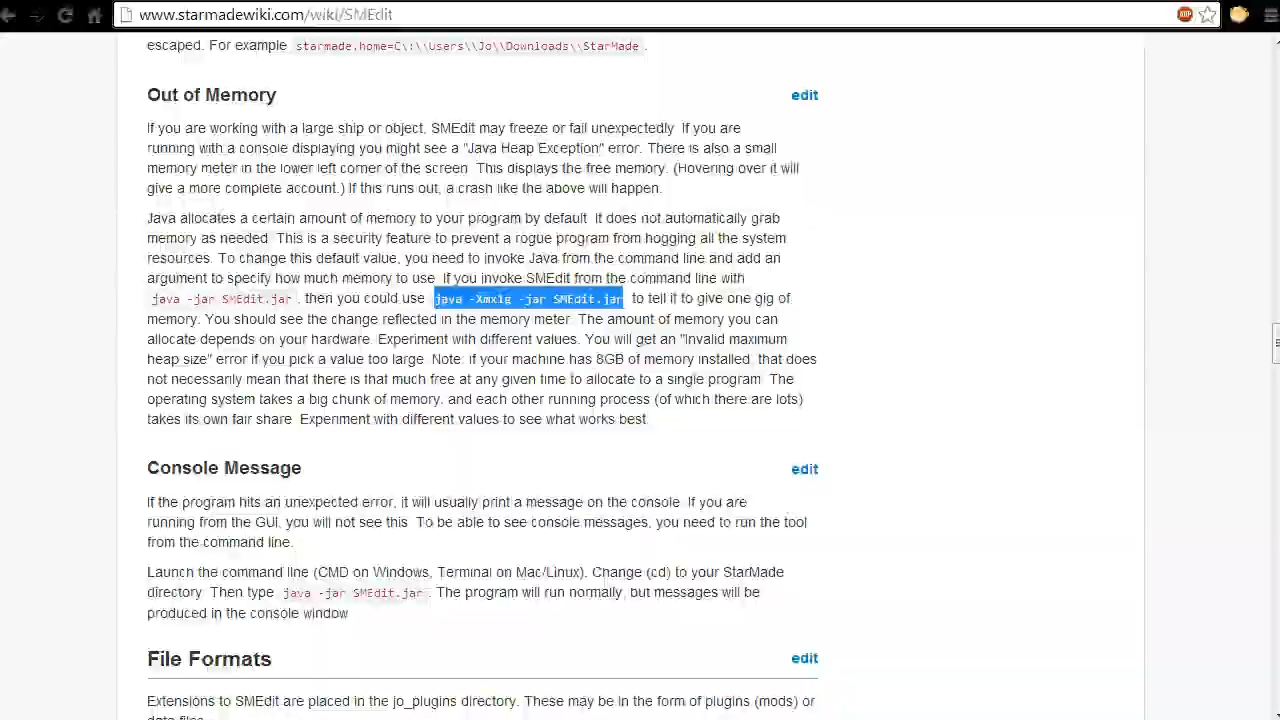 www.starmadewiki.com/wiki/SMEdit
escaped. For example starmade.home=C\:\\Users\\Jo\\Downloads\\StarMade .
Out of Memory edit
If you are working with a large ship or object, SMEdit may freeze or fail unexpectedly. If you are
running with a console displaying you might see a "Java Heap Exception" error. There is also a small
memory meter in the lower left corner of the screen. This displays the free memory. (Hovering over it will
give a more complete account.) If this runs out, a crash like the above will happen.
Java allocates a certain amount of memory to your program by default. It does not automatically grab
memory as needed. This is a security feature to prevent a rogue program from hogging all the system
resources. To change this default value, you need to invoke Java from the command line and add an
argument to specify how much memory to use. If you invoke SMEdit from the command line with
java -jar SMEdit.jar , then you could use java -Xmx1g -jar SMEdit.jar to tell it to give one gig of
memory. You should see the change reflected in the memory meter. The amount of memory you can
allocate depends on your hardware. Experiment with different values. You will get an "Invalid maximum
heap size" error if you pick a value too large. Note: if your machine has 8GB of memory installed, that does
not necessarily mean that there is that much free at any given time to allocate to a single program. The
operating system takes a big chunk of memory, and each other running process (of which there are lots)
takes its own fair share. Experiment with different values to see what works best.
Console Message edit
If the program hits an unexpected error, it will usually print a message on the console. If you are
running from the GUI, you will not see this. To be able to see console messages, you need to run the tool
from the command line.
Launch the command line (CMD on Windows, Terminal on Mac/Linux). Change (cd) to your StarMade
directory. Then type java -jar SMEdit.jar . The program will run normally, but messages will be
produced in the console window
File Formats edit
Extensions to SMEdit are placed in the jo_plugins directory. These may be in the form of plugins (mods) or
data files.